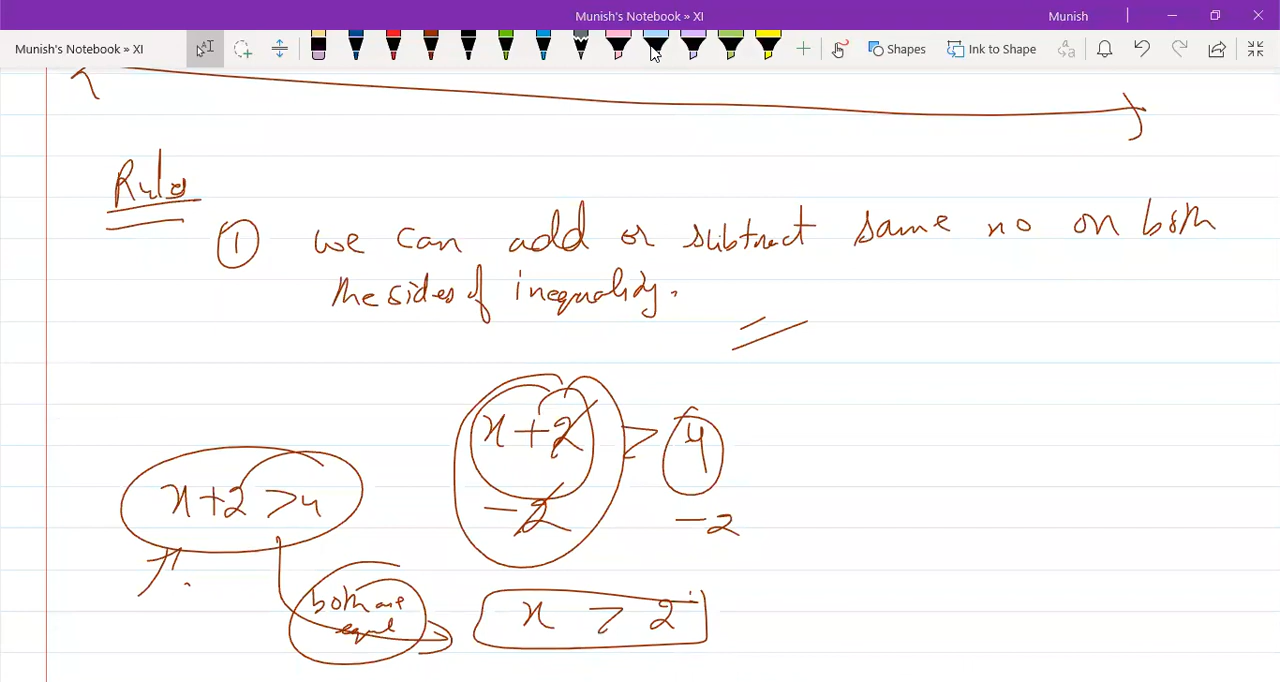 Munish's Notebook » XI
Munish
Munish's Notebook » XI
Shapes
Ink to Shape
Rule
① we can add or subtract same no on both
the sides of inequality.
x+2 > 4
-2 -2
x+2 >4
both are
equal
x > 2